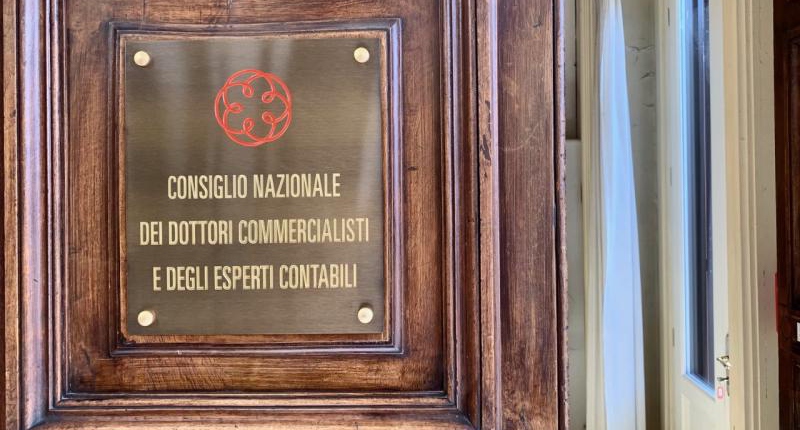 CONSIGLIO NAZIONALE
DEI DOTTORI COMMERCIALISTI
E DEGLI ESPERTI CONTABILI